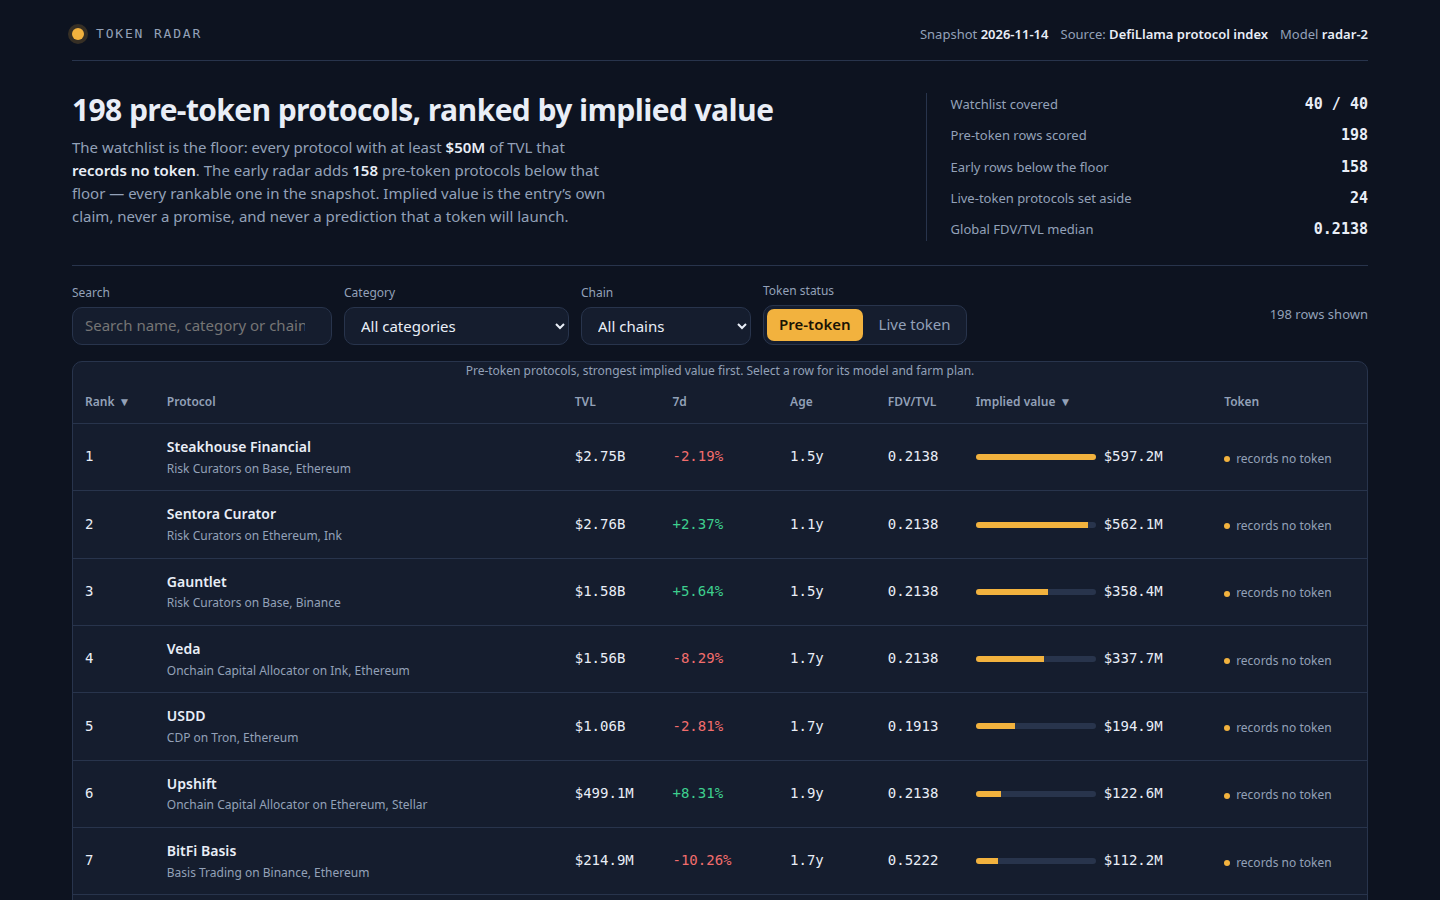 TOKEN RADAR
Snapshot 2026-11-14 Source: DefiLlama protocol index Model radar-2
198 pre-token protocols, ranked by implied value
The watchlist is the floor: every protocol with at least $50M of TVL that
records no token. The early radar adds 158 pre-token protocols below that
floor — every rankable one in the snapshot. Implied value is the entry’s own
claim, never a promise, and never a prediction that a token will launch.
Watchlist covered 40 / 40
Pre-token rows scored 198
Early rows below the floor 158
Live-token protocols set aside 24
Global FDV/TVL median 0.2138
Search
Search name, category or chain
Category
All categories
Chain
All chains
Token status
Pre-token Live token
198 rows shown
Pre-token protocols, strongest implied value first. Select a row for its model and farm plan.
Rank ▼ Protocol TVL 7d Age FDV/TVL Implied value ▼ Token
1 Steakhouse Financial $2.75B -2.19% 1.5y 0.2138 $597.2M records no token
Risk Curators on Base, Ethereum
2 Sentora Curator $2.76B +2.37% 1.1y 0.2138 $562.1M records no token
Risk Curators on Ethereum, Ink
3 Gauntlet $1.58B +5.64% 1.5y 0.2138 $358.4M records no token
Risk Curators on Base, Binance
4 Veda $1.56B -8.29% 1.7y 0.2138 $337.7M records no token
Onchain Capital Allocator on Ink, Ethereum
5 USDD $1.06B -2.81% 1.7y 0.1913 $194.9M records no token
CDP on Tron, Ethereum
6 Upshift $499.1M +8.31% 1.9y 0.2138 $122.6M records no token
Onchain Capital Allocator on Ethereum, Stellar
7 BitFi Basis $214.9M -10.26% 1.7y 0.5222 $112.2M records no token
Basis Trading on Binance, Ethereum